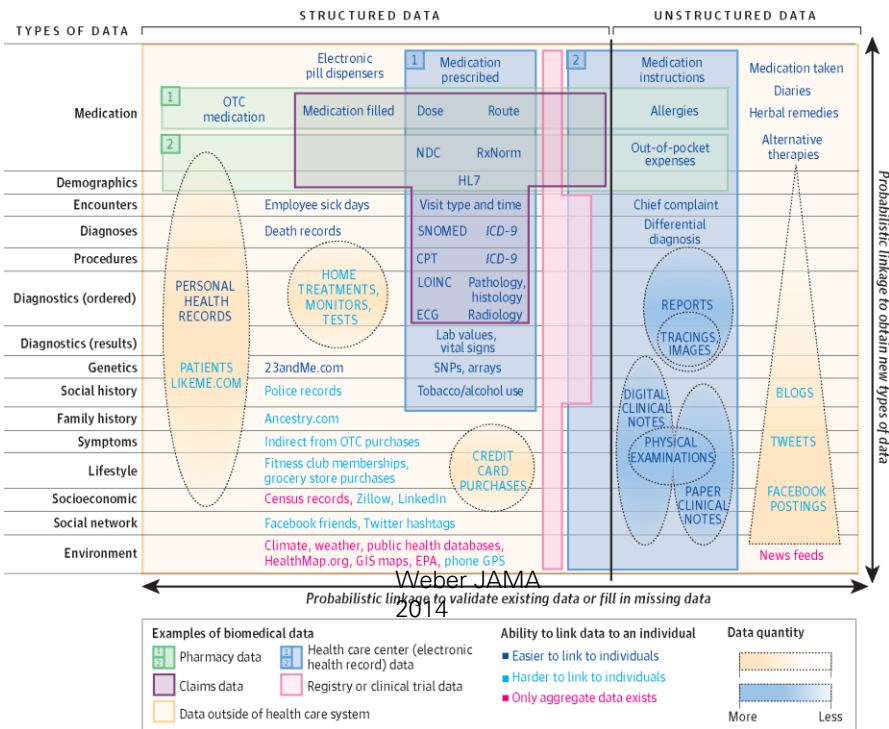 STRUCTURED DATA
UNSTRUCTURED DATA
TYPES OF DATA
Medication
Demographics
Encounters
Diagnoses
Procedures
Diagnostics (ordered)
Diagnostics (results)
Genetics
Social history
Family history
Symptoms
Lifestyle
Socioeconomic
Social network
Environment
1
OTC
medication
2
Electronic
pill dispensers
Medication filled
1
Medication
prescribed
Dose
Route
NDC
RxNorm
HL7
2
Medication
instructions
Allergies
Out-of-pocket
expenses
Medication taken
Diaries
Herbal remedies
Alternative
therapies
Employee sick days
Visit type and time
Chief complaint
Death records
SNOMED
ICD-9
Differential
diagnosis
CPT
ICD-9
PERSONAL
HEALTH
RECORDS
PATIENTS
LIKEME.COM
HOME
TREATMENTS,
MONITORS,
TESTS
LOINC
Pathology,
histology
ECG
Radiology
REPORTS
TRACINGS,
IMAGES
Lab values,
vital signs
23andMe.com
SNPs, arrays
Police records
Tobacco/alcohol use
Ancestry.com
Indirect from OTC purchases
Fitness club memberships,
grocery store purchases
CREDIT
CARD
PURCHASES
Census records, Zillow, LinkedIn
Facebook friends, Twitter hashtags
Climate, weather, public health databases,
HealthMap.org, GIS maps, EPA, phone GPS
DIGITAL
CLINICAL
NOTES
PHYSICAL
EXAMINATIONS
PAPER
CLINICAL
NOTES
BLOGS
TWEETS
FACEBOOK
POSTINGS
News feeds
Probabilistic linkage to obtain new types of data
Weber JAMA
2014
Probabilistic linkage to validate existing data or fill in missing data
Examples of biomedical data
1
2
Pharmacy data
1
2
Health care center (electronic
health record) data
Claims data
Registry or clinical trial data
Data outside of health care system
Ability to link data to an individual
Easier to link to individuals
Harder to link to individuals
Only aggregate data exists
Data quantity
More
Less